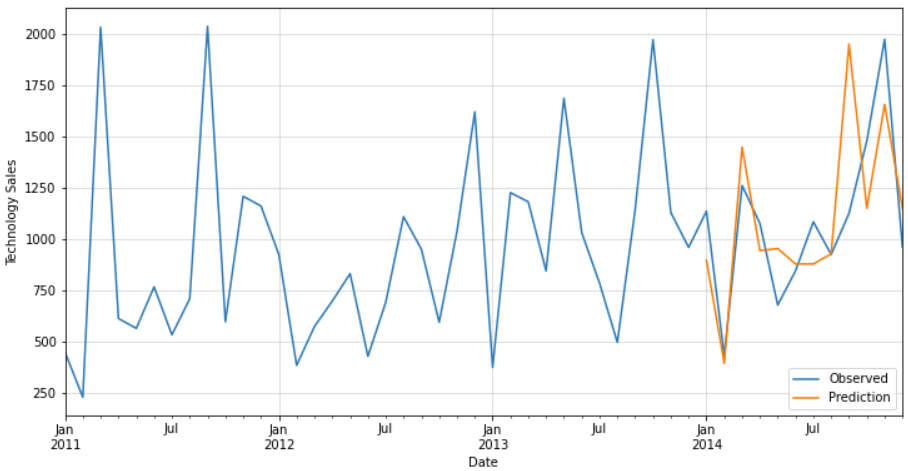 2000
1750
1500
1250
1000
750
500
250
Technology Sales
Jan
2011
Jul
Jan
2012
Jul
Jan
2013
Jul
Jan
2014
Jul
Date
Observed
Prediction